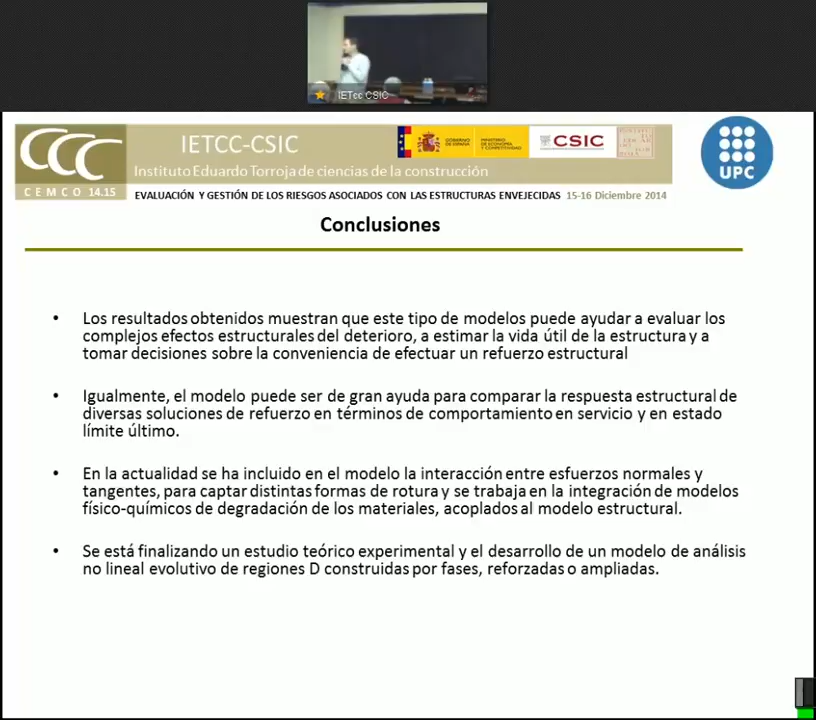 IETcc CSIC
CCC
CEMCO 14.15
IETCC-CSIC
Instituto Eduardo Torroja de ciencias de la construcción
GOBIERNO DE ESPAÑA
MINISTERIO DE ECONOMÍA Y COMPETITIVIDAD
CSIC
UPC
EVALUACIÓN Y GESTIÓN DE LOS RIESGOS ASOCIADOS CON LAS ESTRUCTURAS ENVEJECIDAS 15-16 Diciembre 2014
Conclusiones
• Los resultados obtenidos muestran que este tipo de modelos puede ayudar a evaluar los
complejos efectos estructurales del deterioro, a estimar la vida útil de la estructura y a
tomar decisiones sobre la conveniencia de efectuar un refuerzo estructural
• Igualmente, el modelo puede ser de gran ayuda para comparar la respuesta estructural de
diversas soluciones de refuerzo en términos de comportamiento en servicio y en estado
límite último.
• En la actualidad se ha incluido en el modelo la interacción entre esfuerzos normales y
tangentes, para captar distintas formas de rotura y se trabaja en la integración de modelos
físico-químicos de degradación de los materiales, acoplados al modelo estructural.
• Se está finalizando un estudio teórico experimental y el desarrollo de un modelo de análisis
no lineal evolutivo de regiones D construidas por fases, reforzadas o ampliadas.